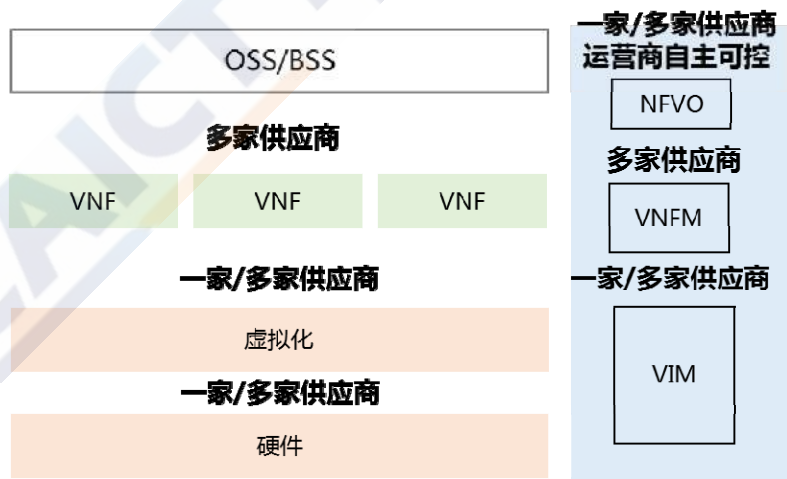 OSS/BSS
多家供应商
VNF VNF VNF
一家/多家供应商
虚拟化
一家/多家供应商
硬件
一家/多家供应商
运营商自主可控
NFVO
多家供应商
VNFM
一家/多家供应商
VIM
CAICT